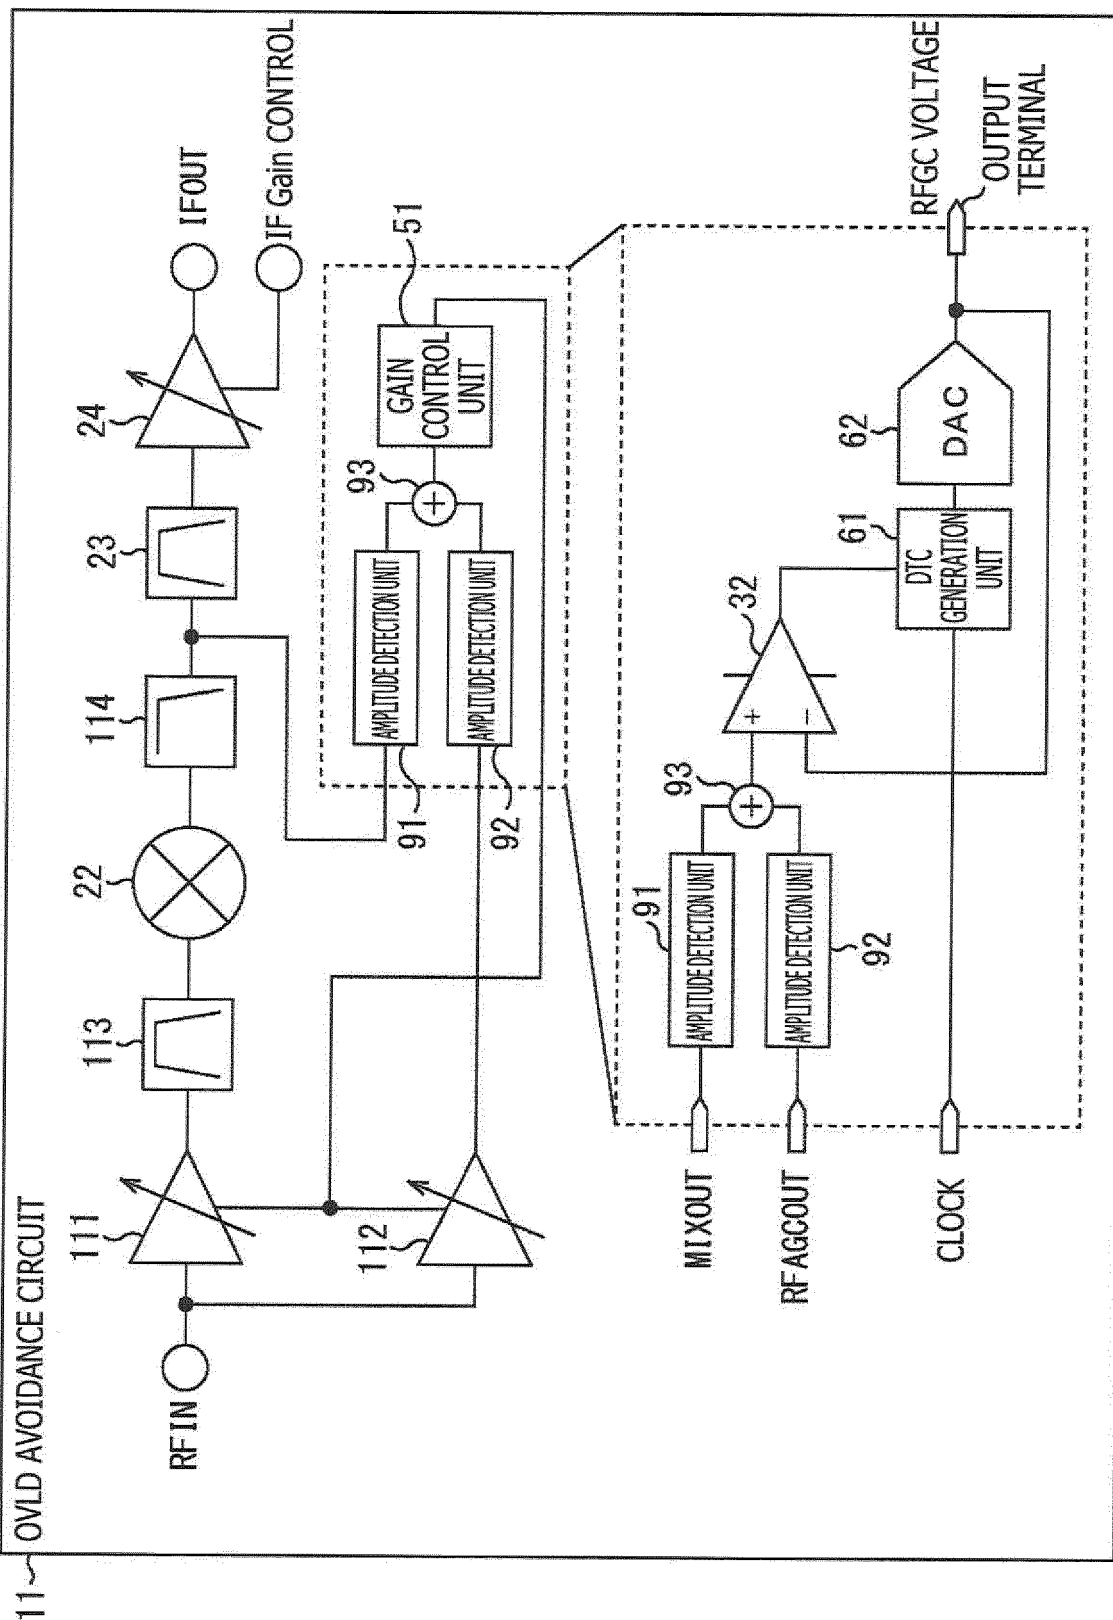 11 OVLD AVOIDANCE CIRCUIT
RFIN
111
113
22
114
23
24
IFOUT
IF Gain CONTROL
112
91
AMPLITUDE DETECTION UNIT
92
AMPLITUDE DETECTION UNIT
93
+
51
GAIN
CONTROL
UNIT
MIXOUT
RFAGCOUT
CLOCK
91
AMPLITUDE DETECTION UNIT
AMPLITUDE DETECTION UNIT
92
93
+
+
−
32
61
DTC
GENERATION
UNIT
62
DAC
RFGC VOLTAGE
OUTPUT
TERMINAL